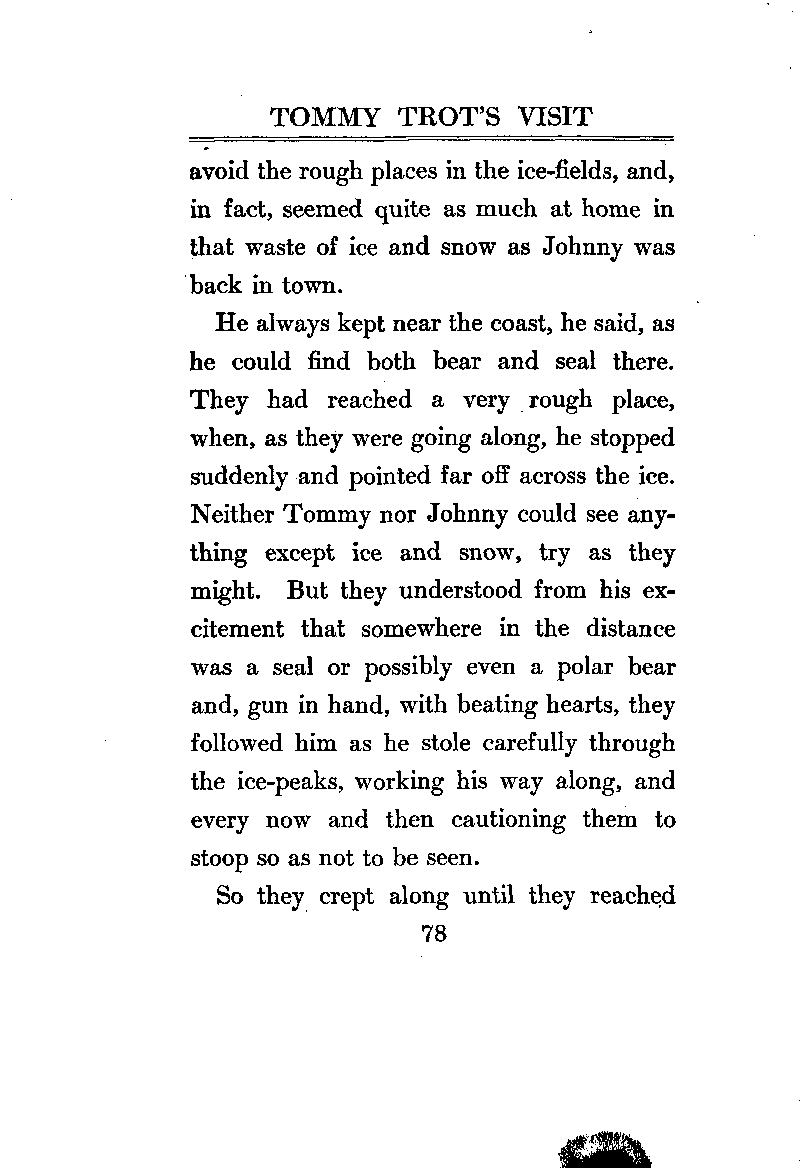 TOMMY TROT'S VISIT
avoid the rough places in the ice-fields, and,
in fact, seemed quite as much at home in
that waste of ice and snow as Johnny was
back in town.
He always kept near the coast, he said, as
he could find both bear and seal there.
They had reached a very rough place,
when, as they were going along, he stopped
suddenly and pointed far off across the ice.
Neither Tommy nor Johnny could see any-
thing except ice and snow, try as they
might. But they understood from his ex-
citement that somewhere in the distance
was a seal or possibly even a polar bear
and, gun in hand, with beating hearts, they
followed him as he stole carefully through
the ice-peaks, working his way along, and
every now and then cautioning them to
stoop so as not to be seen.
So they crept along until they reached
78